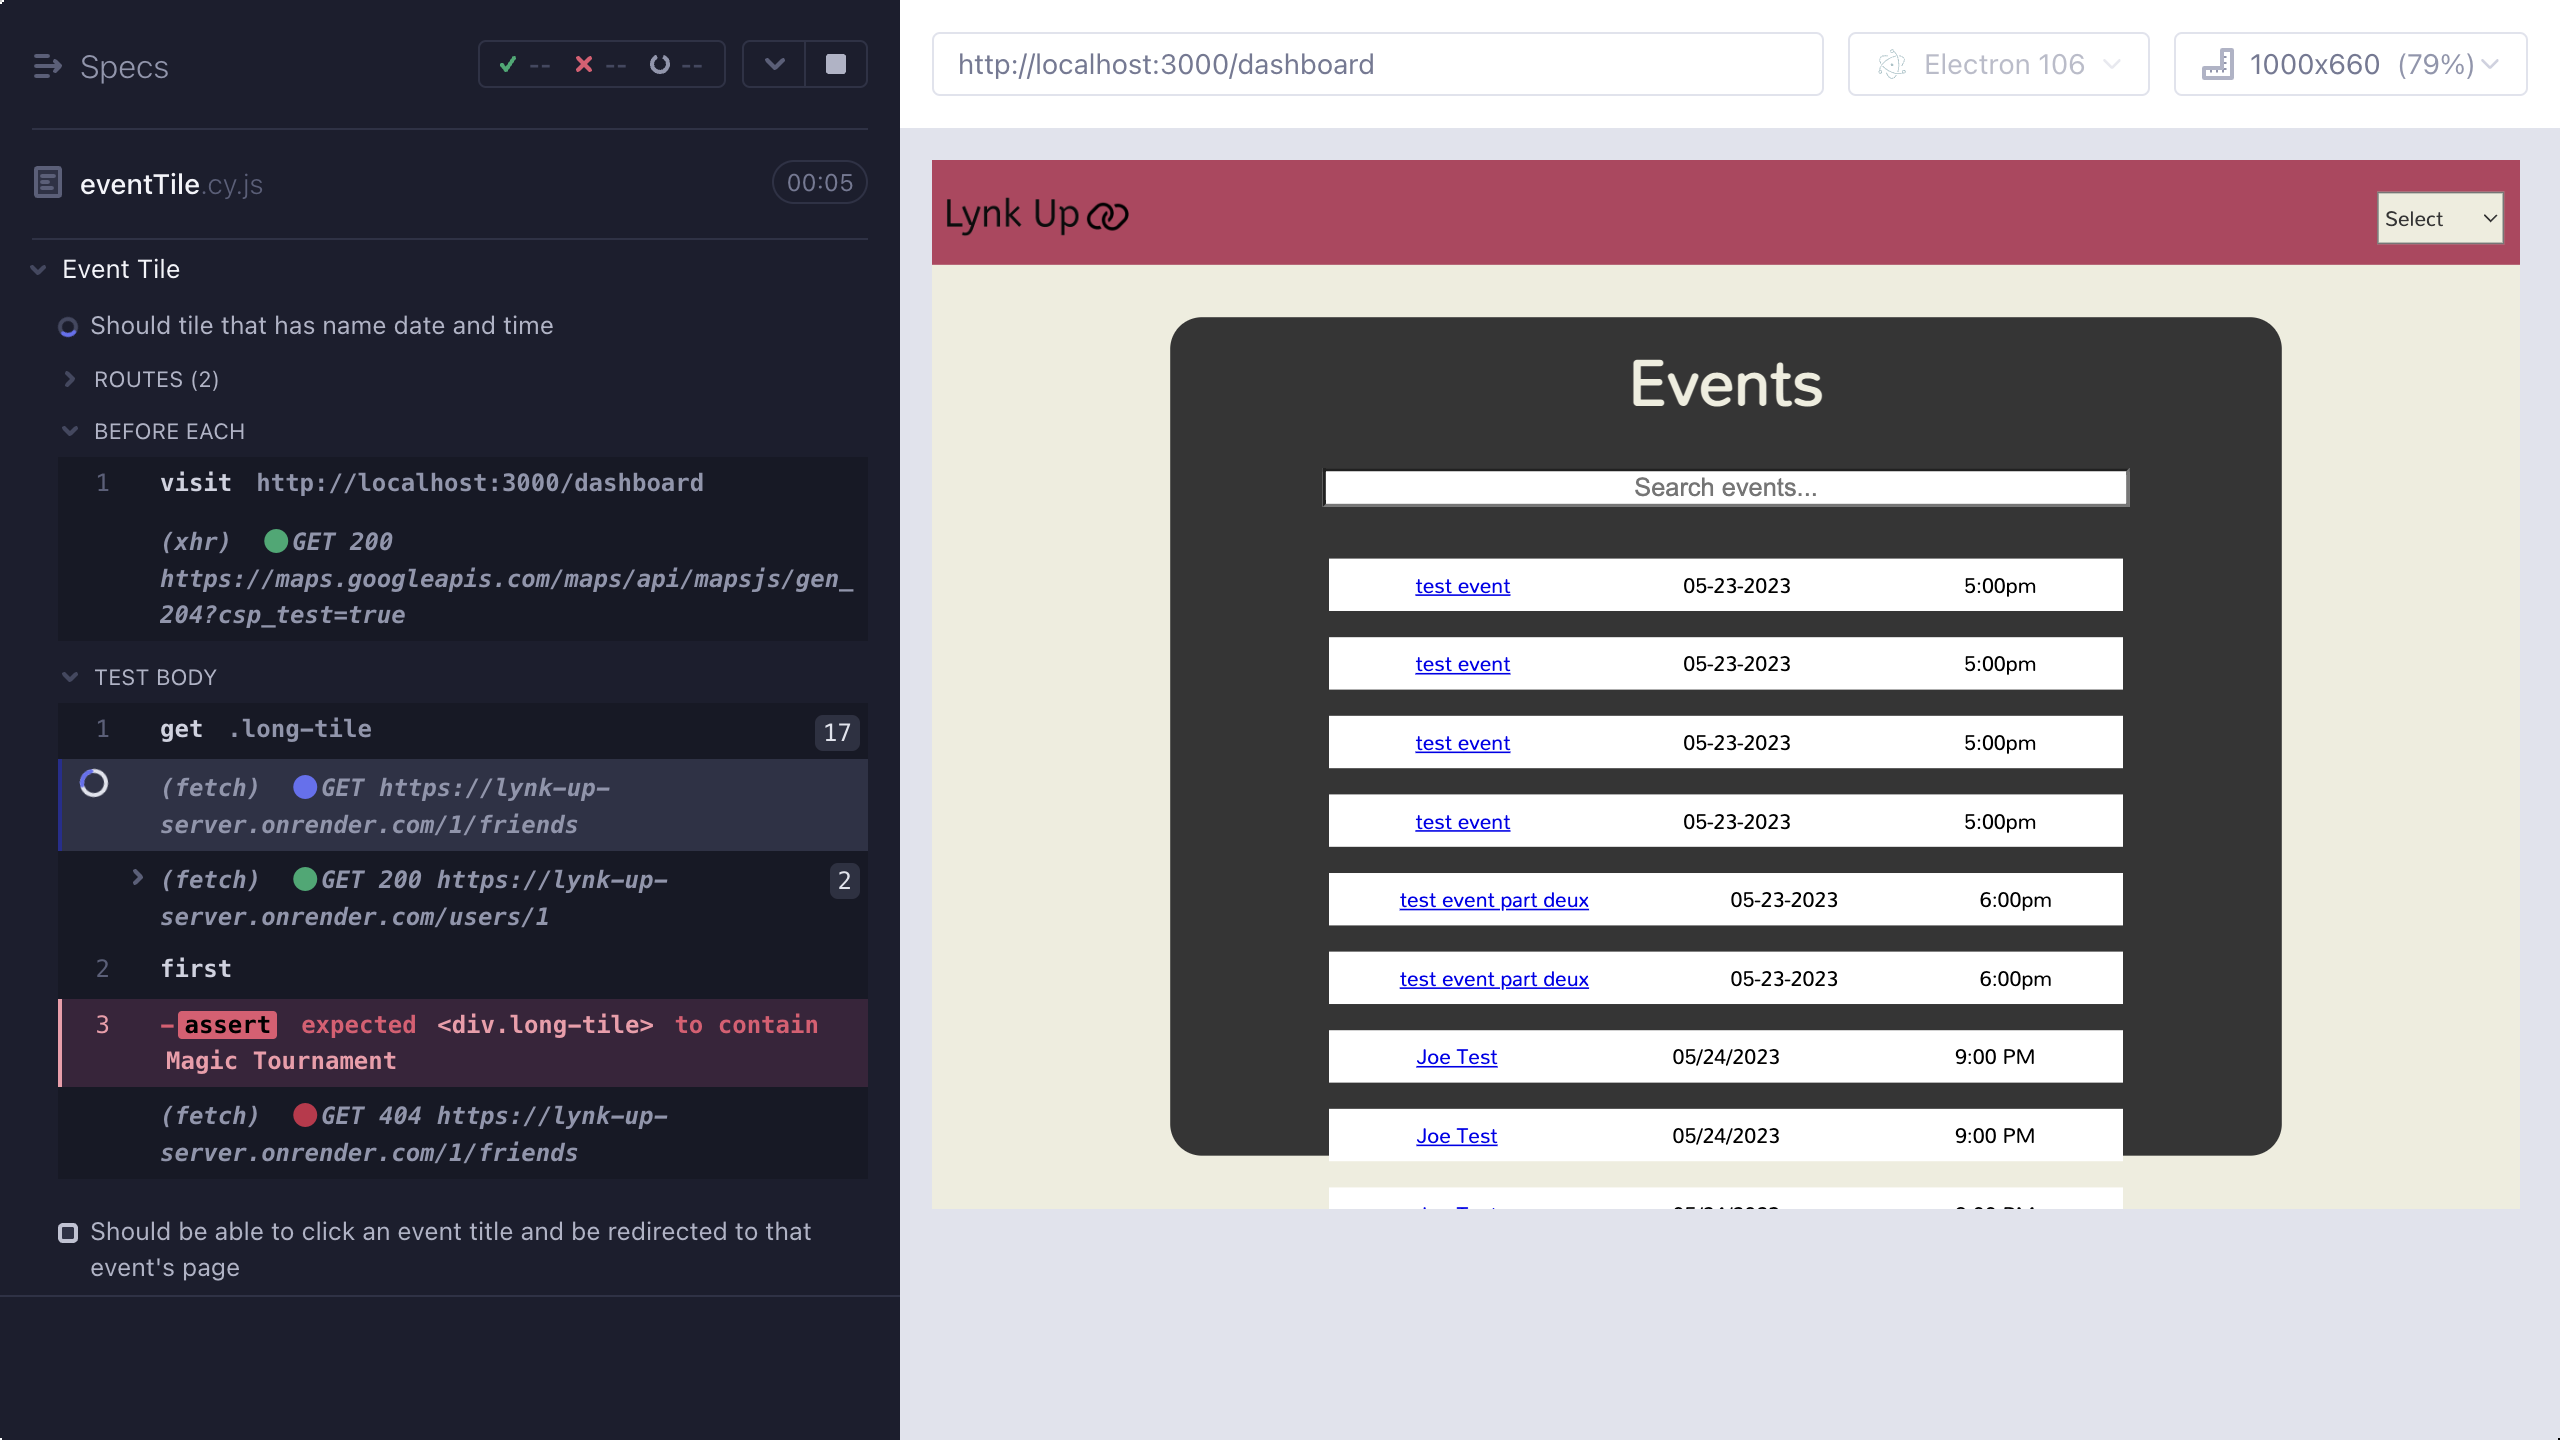 Specs
-- -- --
eventTile.cy.js
00:05
Event Tile
Should tile that has name date and time
ROUTES (2)
BEFORE EACH
1 visit http://localhost:3000/dashboard
(xhr) GET 200
https://maps.googleapis.com/maps/api/mapsjs/gen_
204?csp_test=true
TEST BODY
1 get .long-tile 17
(fetch) GET https://lynk-up-
server.onrender.com/1/friends
(fetch) GET 200 https://lynk-up- 2
server.onrender.com/users/1
2 first
3 -assert expected <div.long-tile> to contain
Magic Tournament
(fetch) GET 404 https://lynk-up-
server.onrender.com/1/friends
Should be able to click an event title and be redirected to that
event's page
http://localhost:3000/dashboard
Electron 106
1000x660 (79%)
Lynk Up
Select
Events
Search events...
test event 05-23-2023 5:00pm
test event 05-23-2023 5:00pm
test event 05-23-2023 5:00pm
test event 05-23-2023 5:00pm
test event part deux 05-23-2023 6:00pm
test event part deux 05-23-2023 6:00pm
Joe Test 05/24/2023 9:00 PM
Joe Test 05/24/2023 9:00 PM